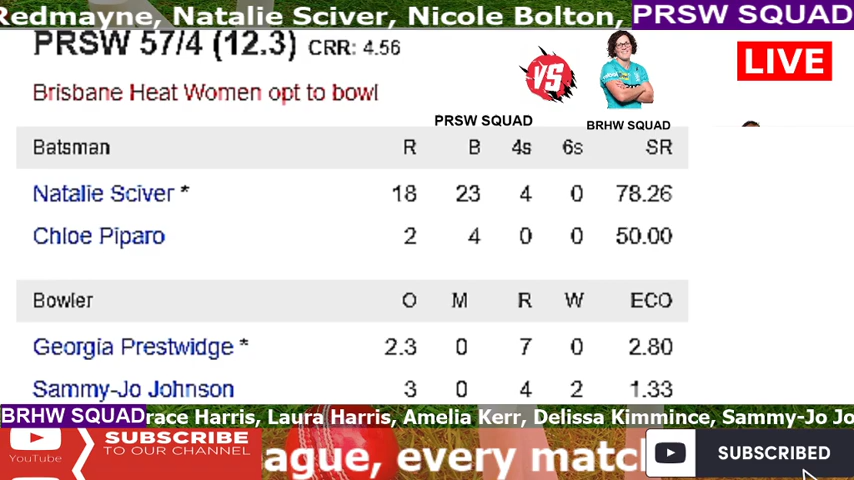 Redmayne, Natalie Sciver, Nicole Bolton, PRSW SQUAD
PRSW 57/4 (12.3) CRR: 4.56
LIVE
VS
Brisbane Heat Women opt to bowl
PRSW SQUAD
BRHW SQUAD
Batsman R B 4s 6s SR
Natalie Sciver * 18 23 4 0 78.26
Chloe Piparo 2 4 0 0 50.00
Bowler O M R W ECO
Georgia Prestwidge * 2.3 0 7 0 2.80
Sammy-Jo Johnson 3 0 4 2 1.33
BRHW SQUAD race Harris, Laura Harris, Amelia Kerr, Delissa Kimmince, Sammy-Jo Jo
YouTube
SUBSCRIBE
TO OUR CHANNEL
ague, every matc
SUBSCRIBED